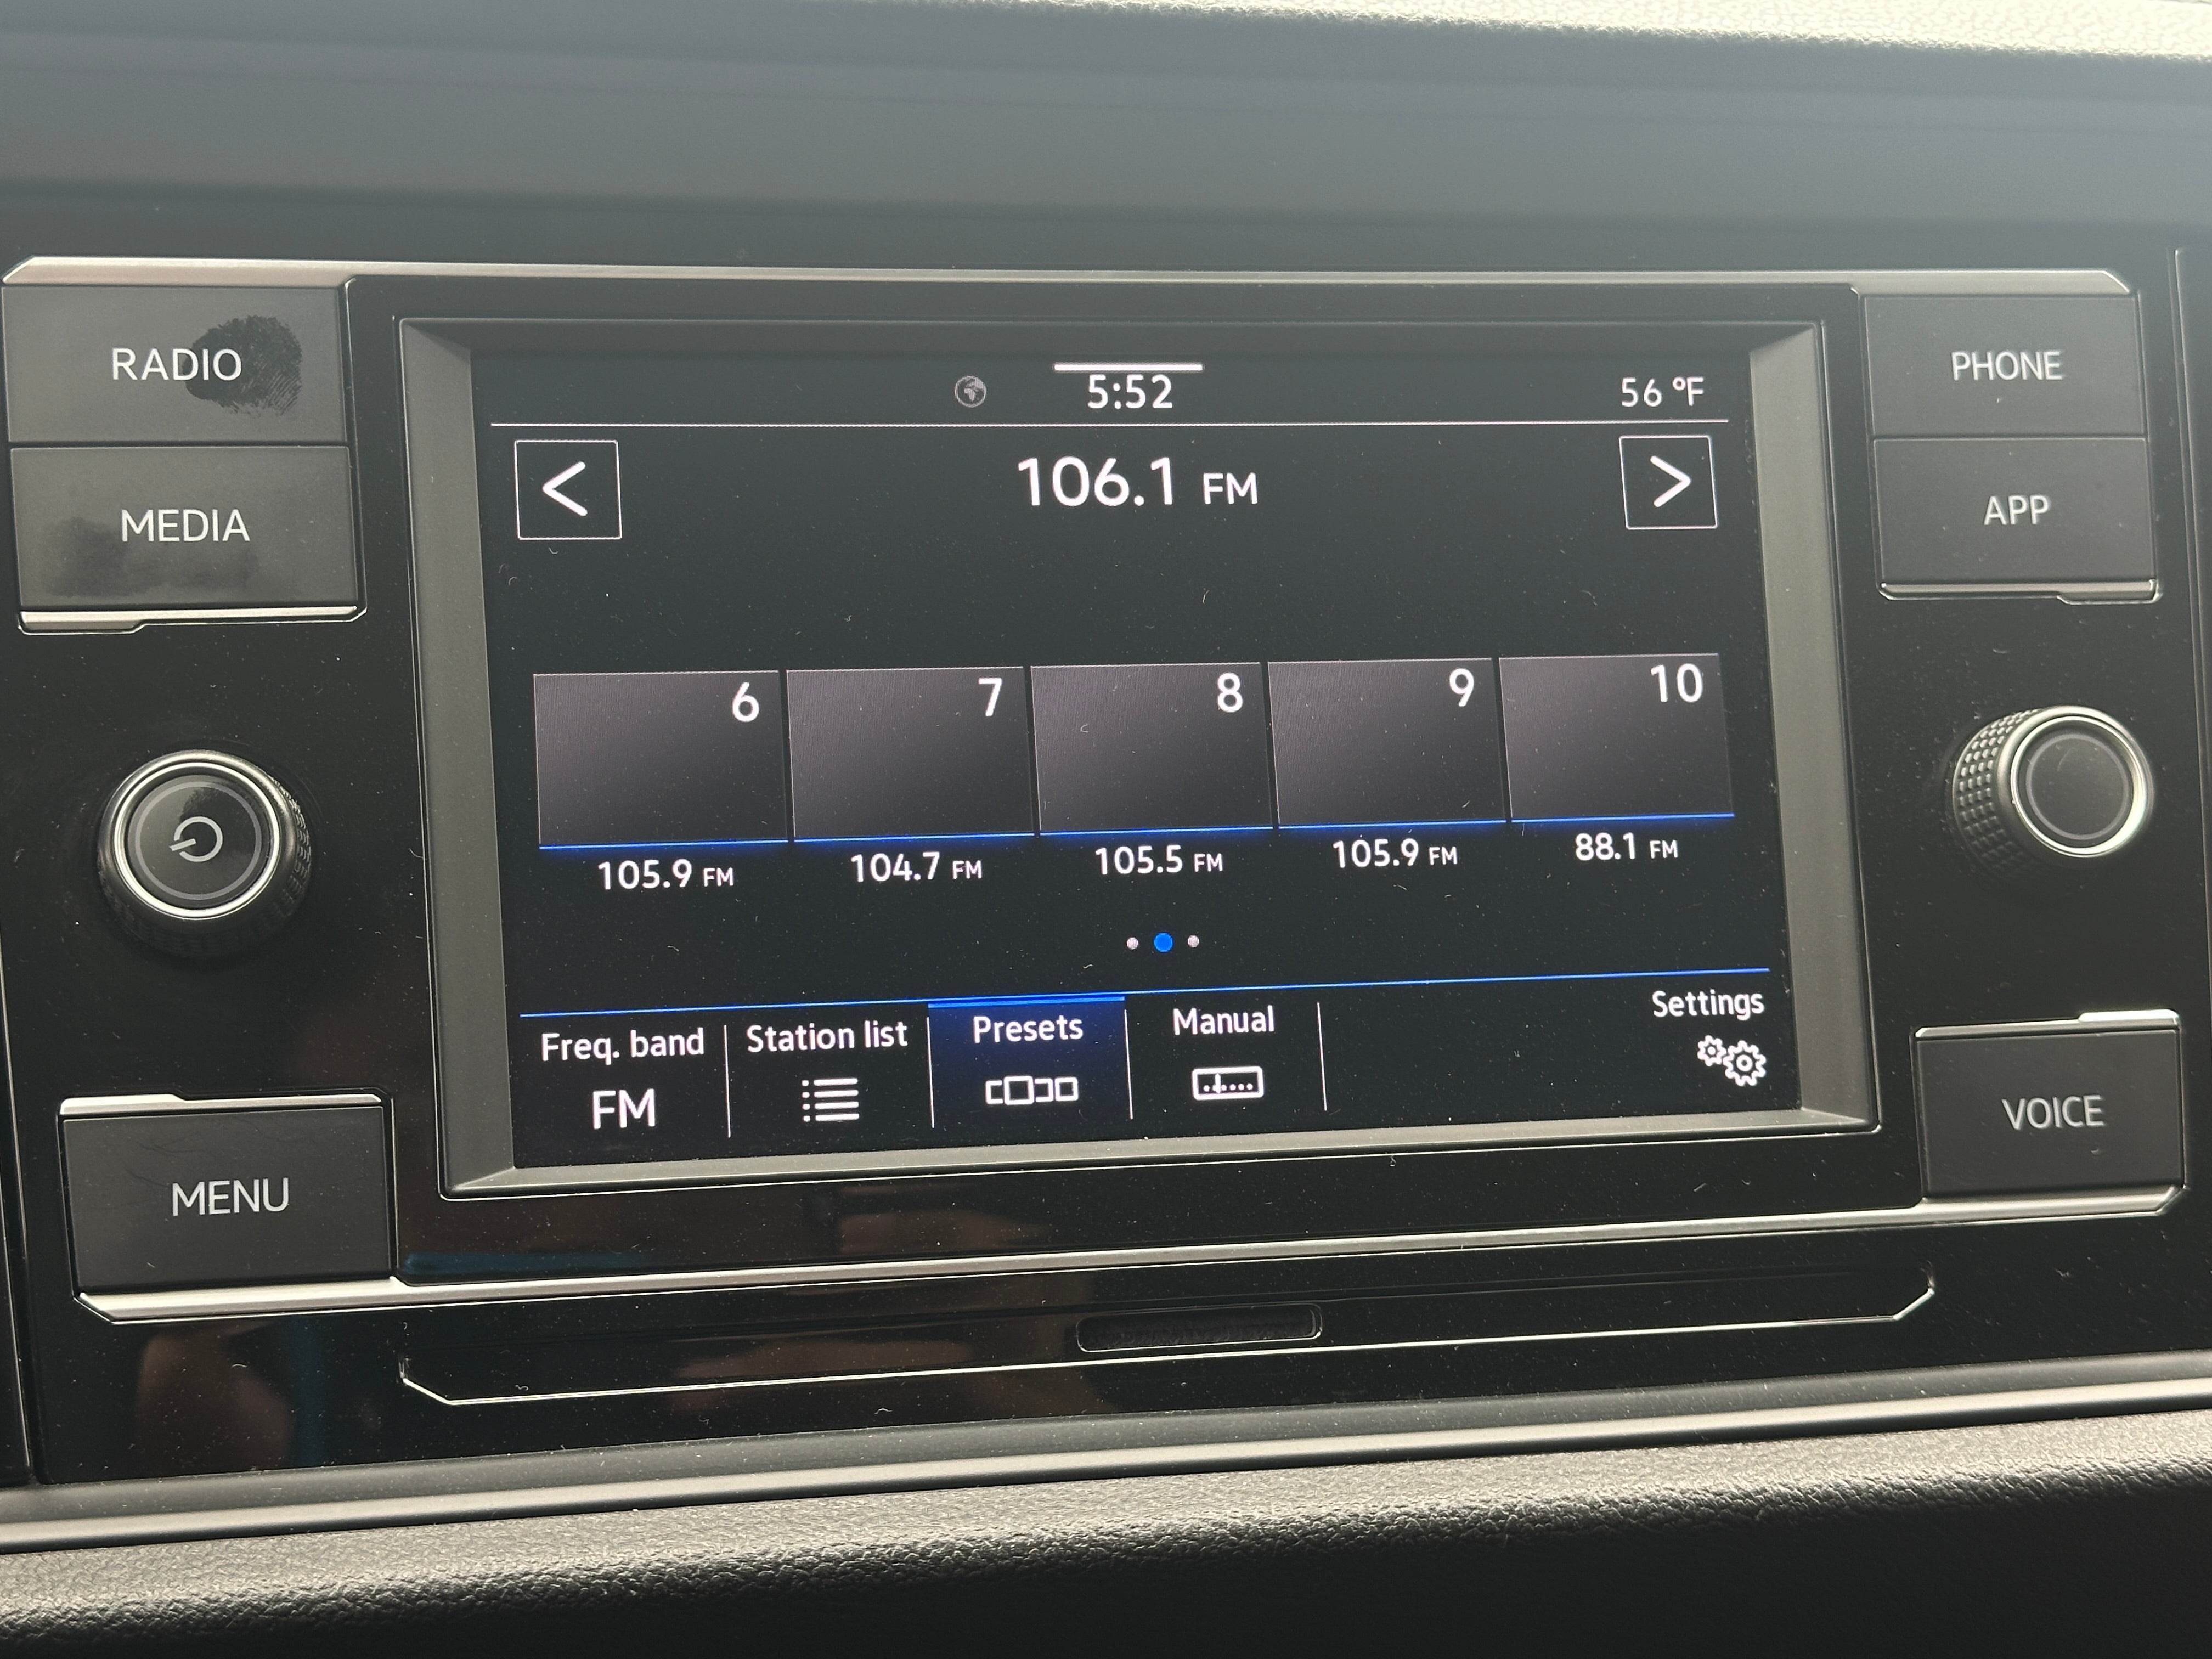 RADIO
MEDIA
MENU
5:52
56 °F
<
106.1 FM
>
6
7
8
9
10
105.9 FM
104.7 FM
105.5 FM
105.9 FM
88.1 FM
Freq. band
FM
Station list
Presets
Manual
Settings
PHONE
APP
VOICE